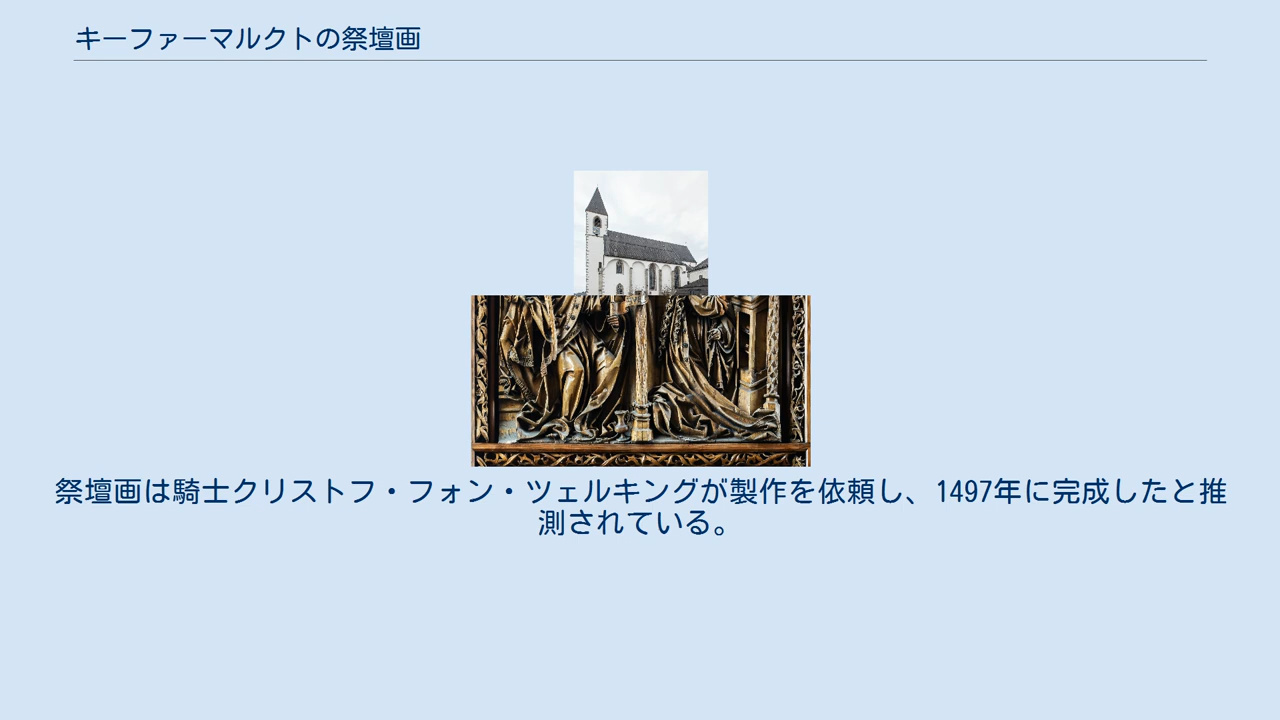 キーファーマルクトの祭壇画
祭壇画は騎士クリストフ・フォン・ツェルキングが製作を依頼し、1497年に完成したと推
測されている。